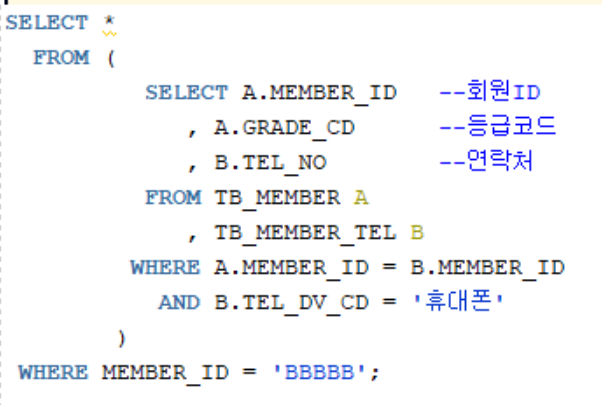 SELECT *
FROM (
SELECT A.MEMBER_ID --회원ID
, A.GRADE_CD --등급코드
, B.TEL_NO --연락처
FROM TB_MEMBER A
, TB_MEMBER_TEL B
WHERE A.MEMBER_ID = B.MEMBER_ID
AND B.TEL_DV_CD = '휴대폰'
)
WHERE MEMBER_ID = 'BBBBB';